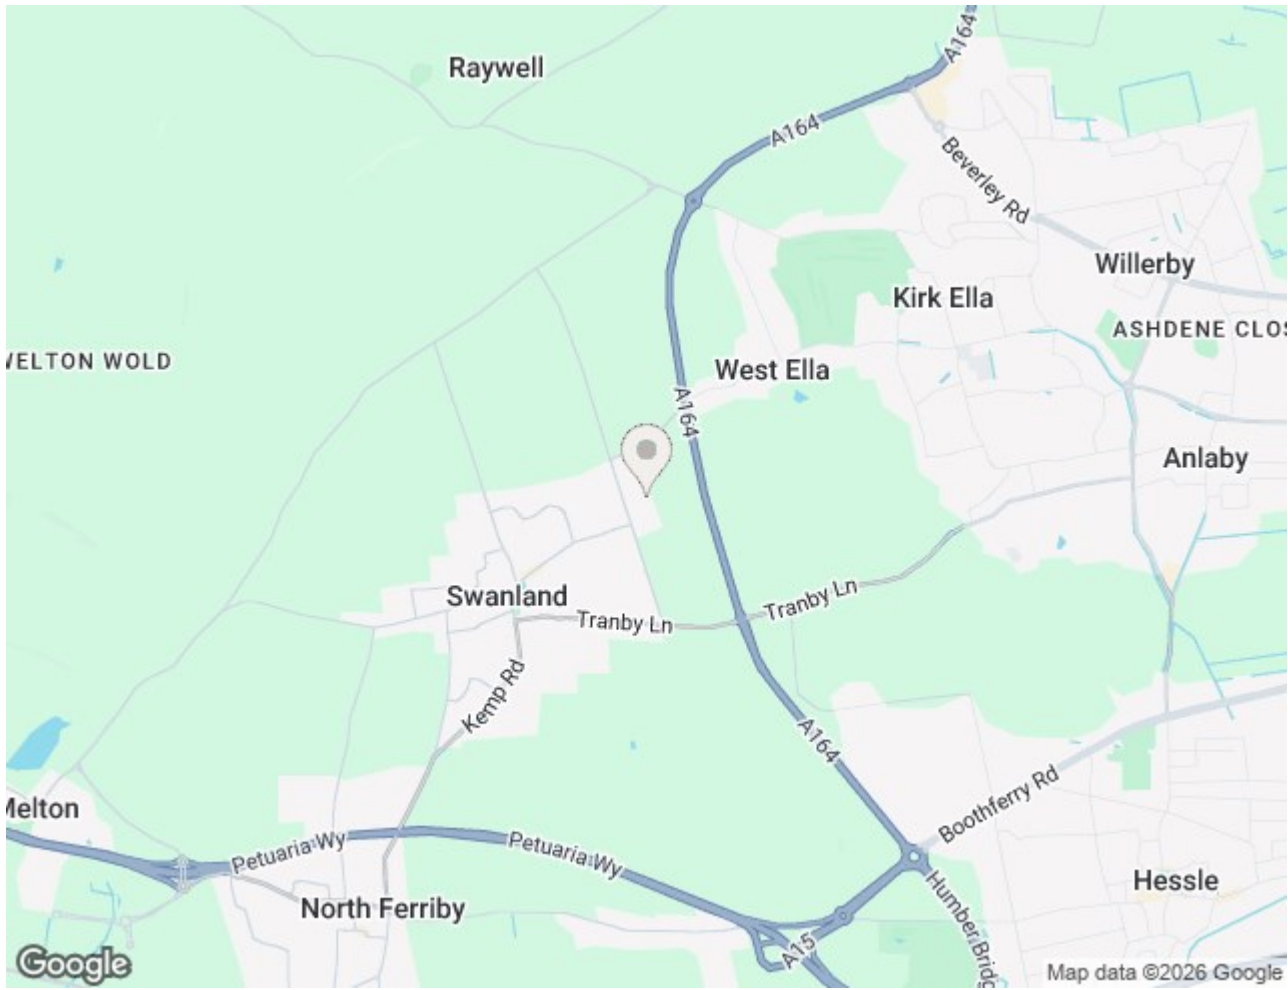 A164
Raywell
A164
Beverley Rd
Willerby
Kirk Ella
ASHDENE CLOS
WELTON WOLD
West Ella
A164
Anlaby
Swanland
Tranby Ln
Tranby Ln
Kemp Rd
A164
Boothferry Rd
Melton
Petuaria Wy
Petuaria Wy
Hessle
North Ferriby
Humber Bridg
A15
Google
Map data ©2026 Google